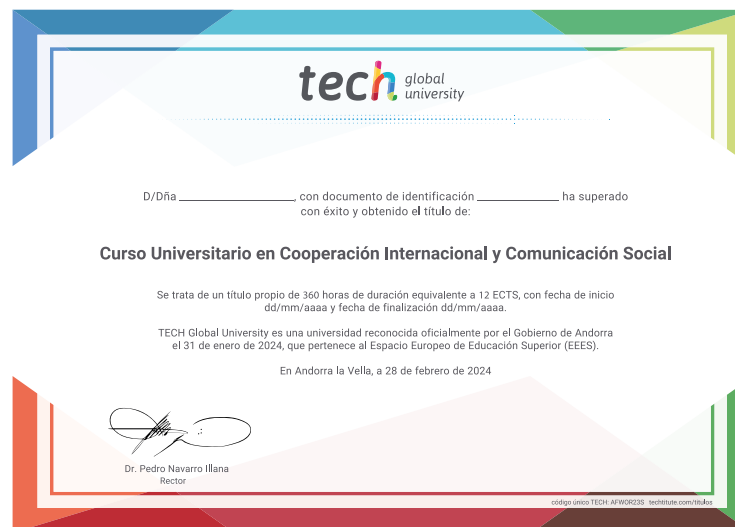 tech global university
D/Dña ______________, con documento de identificación __________ ha superado
con éxito y obtenido el título de:
Curso Universitario en Cooperación Internacional y Comunicación Social
Se trata de un título propio de 360 horas de duración equivalente a 12 ECTS, con fecha de inicio
dd/mm/aaaa y fecha de finalización dd/mm/aaaa.
TECH Global University es una universidad reconocida oficialmente por el Gobierno de Andorra
el 31 de enero de 2024, que pertenece al Espacio Europeo de Educación Superior (EEES).
En Andorra la Vella, a 28 de febrero de 2024
Dr. Pedro Navarro Illana
Rector
código único TECH: AFWOR23S techtitute.com/titulos